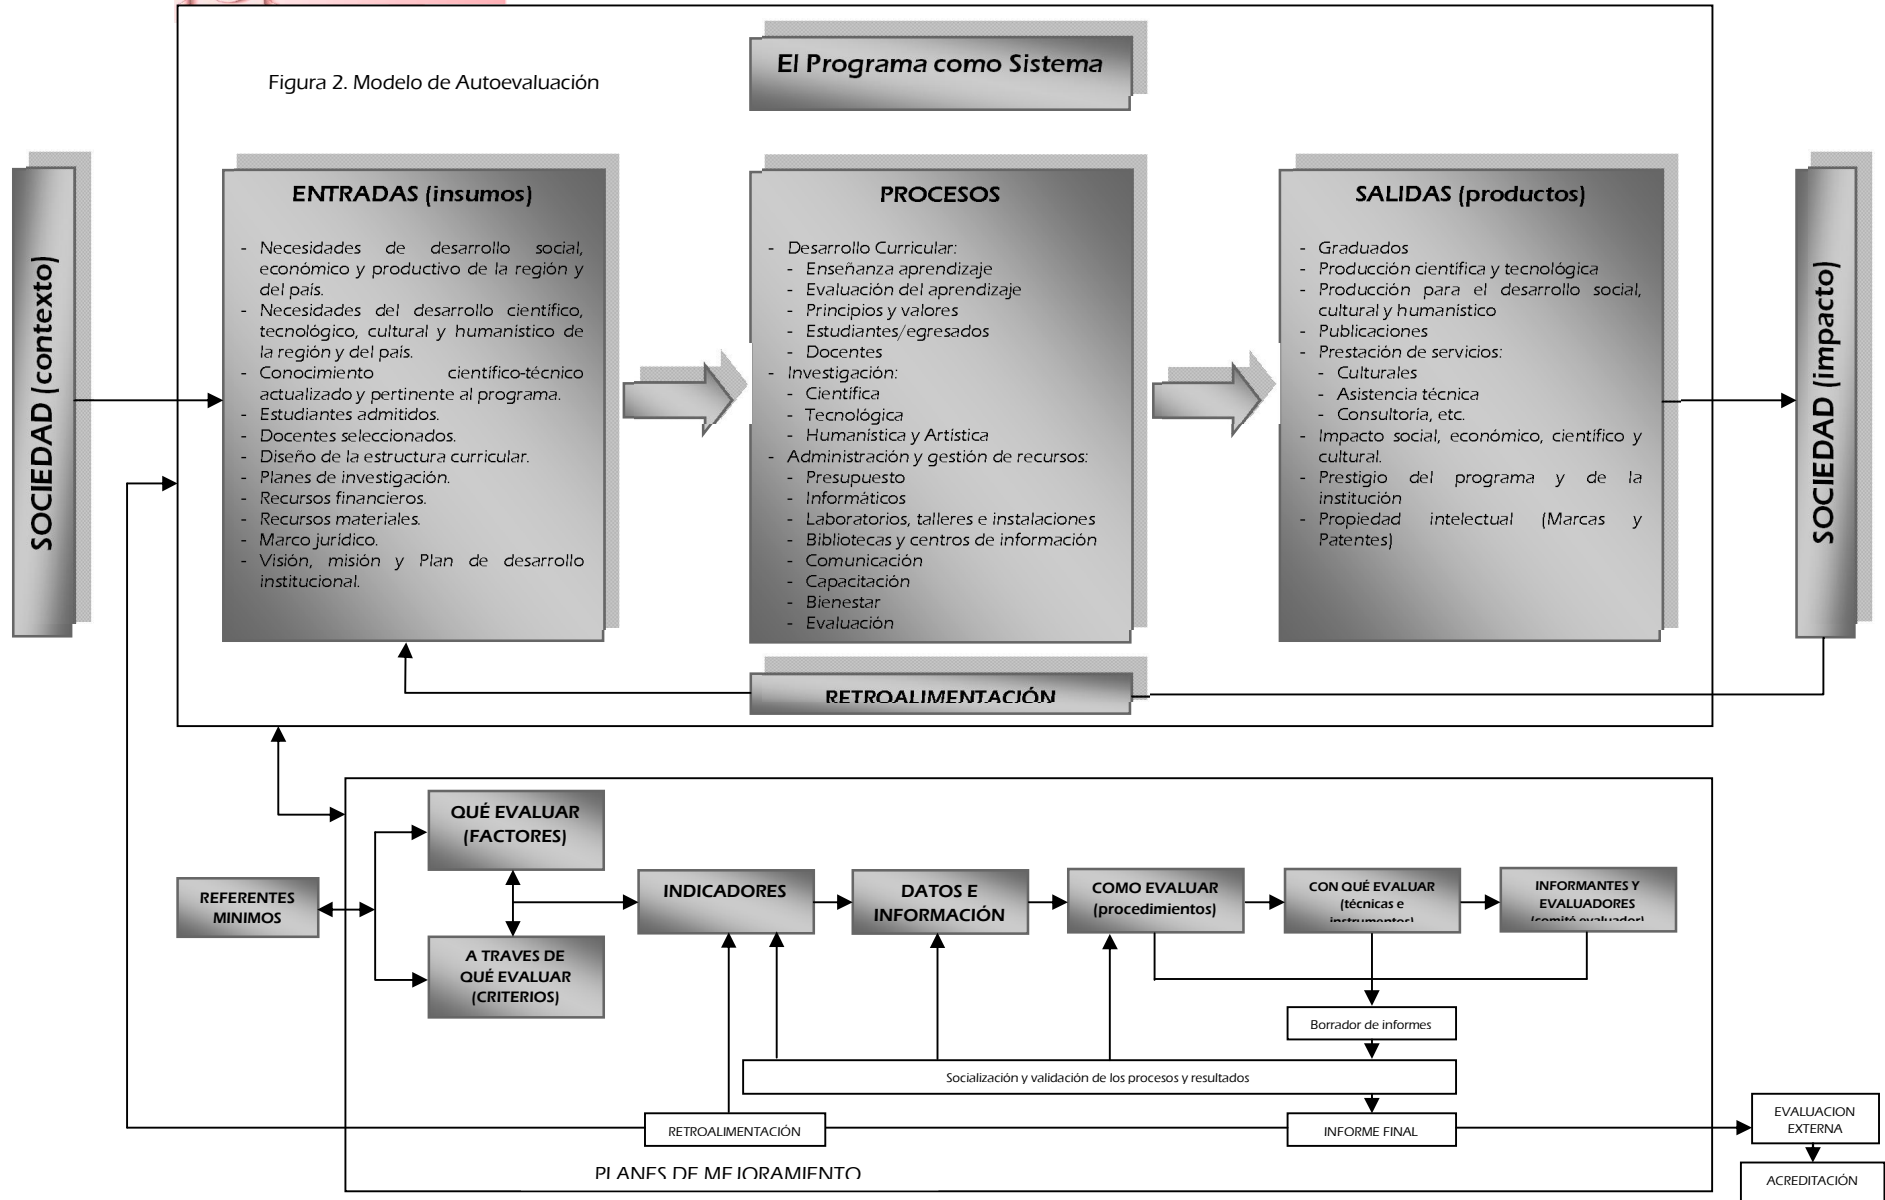 El Programa como Sistema
Figura 2. Modelo de Autoevaluación
SOCIEDAD (contexto)
ENTRADAS (insumos)
- Necesidades de desarrollo social,
económico y productivo de la región y
del país.
- Necesidades del desarrollo científico,
tecnológico, cultural y humanístico de
la región y del país.
- Conocimiento científico-técnico
actualizado y pertinente al programa.
- Estudiantes admitidos.
- Docentes seleccionados.
- Diseño de la estructura curricular.
- Planes de investigación.
- Recursos financieros.
- Recursos materiales.
- Marco jurídico.
- Visión, misión y Plan de desarrollo
institucional.
PROCESOS
- Desarrollo Curricular:
- Enseñanza aprendizaje
- Evaluación del aprendizaje
- Principios y valores
- Estudiantes/egresados
- Docentes
- Investigación:
- Científica
- Tecnológica
- Humanística y Artística
- Administración y gestión de recursos:
- Presupuesto
- Informáticos
- Laboratorios, talleres e instalaciones
- Bibliotecas y centros de información
- Comunicación
- Capacitación
- Bienestar
- Evaluación
SALIDAS (productos)
- Graduados
- Producción científica y tecnológica
- Producción para el desarrollo social,
cultural y humanístico
- Publicaciones
- Prestación de servicios:
- Culturales
- Asistencia técnica
- Consultoria, etc.
- Impacto social, económico, científico y
cultural.
- Prestigio del programa y de la
institución
- Propiedad intelectual (Marcas y
Patentes)
SOCIEDAD (impacto)
RETROALIMENTACIÓN
REFERENTES
MINIMOS
QUÉ EVALUAR
(FACTORES)
A TRAVES DE
QUÉ EVALUAR
(CRITERIOS)
INDICADORES
DATOS E
INFORMACIÓN
COMO EVALUAR
(procedimientos)
CON QUÉ EVALUAR
(técnicas e
instrumentos)
INFORMANTES Y
EVALUADORES
(comité evaluador)
Borrador de informes
Socialización y validación de los procesos y resultados
RETROALIMENTACIÓN
INFORME FINAL
EVALUACION
EXTERNA
ACREDITACIÓN
PLANES DE MEJORAMIENTO